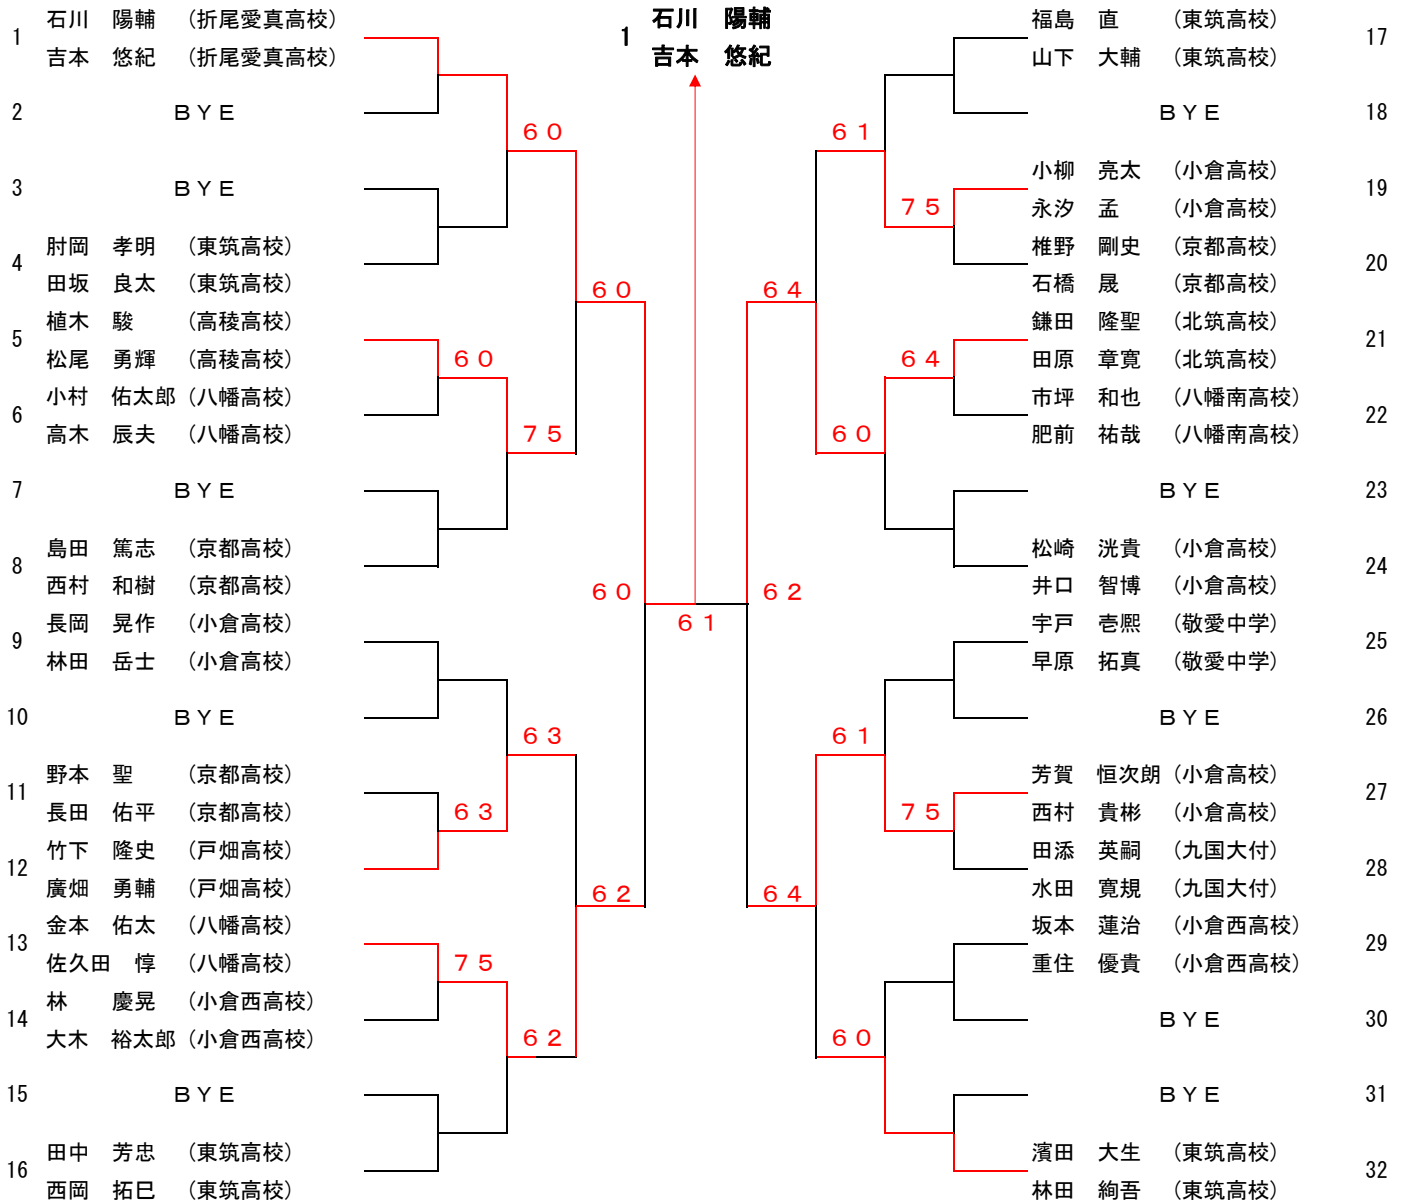 石川　陽輔　（折尾愛真高校）
1
吉本　悠紀　（折尾愛真高校）
2　ＢＹＥ
3　ＢＹＥ
肘岡　孝明　（東筑高校）
4
田坂　良太　（東筑高校）
植木　駿　（高稜高校）
5
松尾　勇輝　（高稜高校）
小村　佑太郎（八幡高校）
6
高木　辰夫　（八幡高校）
7　ＢＹＥ
島田　篤志　（京都高校）
8
西村　和樹　（京都高校）
長岡　晃作　（小倉高校）
9
林田　岳士　（小倉高校）
10　ＢＹＥ
野本　聖　（京都高校）
11
長田　佑平　（京都高校）
竹下　隆史　（戸畑高校）
12
廣畑　勇輔　（戸畑高校）
金本　佑太　（八幡高校）
13
佐久田　惇　（八幡高校）
林　慶晃　（小倉西高校）
14
大木　裕太郎（小倉西高校）
15　ＢＹＥ
田中　芳忠　（東筑高校）
16
西岡　拓巳　（東筑高校）
６０
６３
７５
６０
７５
６３
６２
６０
６２
６０
石川　陽輔
1
吉本　悠紀
６１
６２
６４
６４
６１
６０
６１
６０
７５
６４
７５
福島　直　（東筑高校）
17
山下　大輔　（東筑高校）
ＢＹＥ　18
小柳　亮太　（小倉高校）
19
永汐　孟　（小倉高校）
椎野　剛史　（京都高校）
20
石橋　晟　（京都高校）
鎌田　隆聖　（北筑高校）
21
田原　章寛　（北筑高校）
市坪　和也　（八幡南高校）
22
肥前　祐哉　（八幡南高校）
ＢＹＥ　23
松崎　洸貴　（小倉高校）
24
井口　智博　（小倉高校）
宇戸　壱熙　（敬愛中学）
25
早原　拓真　（敬愛中学）
ＢＹＥ　26
芳賀　恒次朗（小倉高校）
27
西村　貴彬　（小倉高校）
田添　英嗣　（九国大付）
28
水田　寛規　（九国大付）
坂本　蓮治　（小倉西高校）
29
重住　優貴　（小倉西高校）
ＢＹＥ　30
ＢＹＥ　31
濱田　大生　（東筑高校）
32
林田　絢吾　（東筑高校）